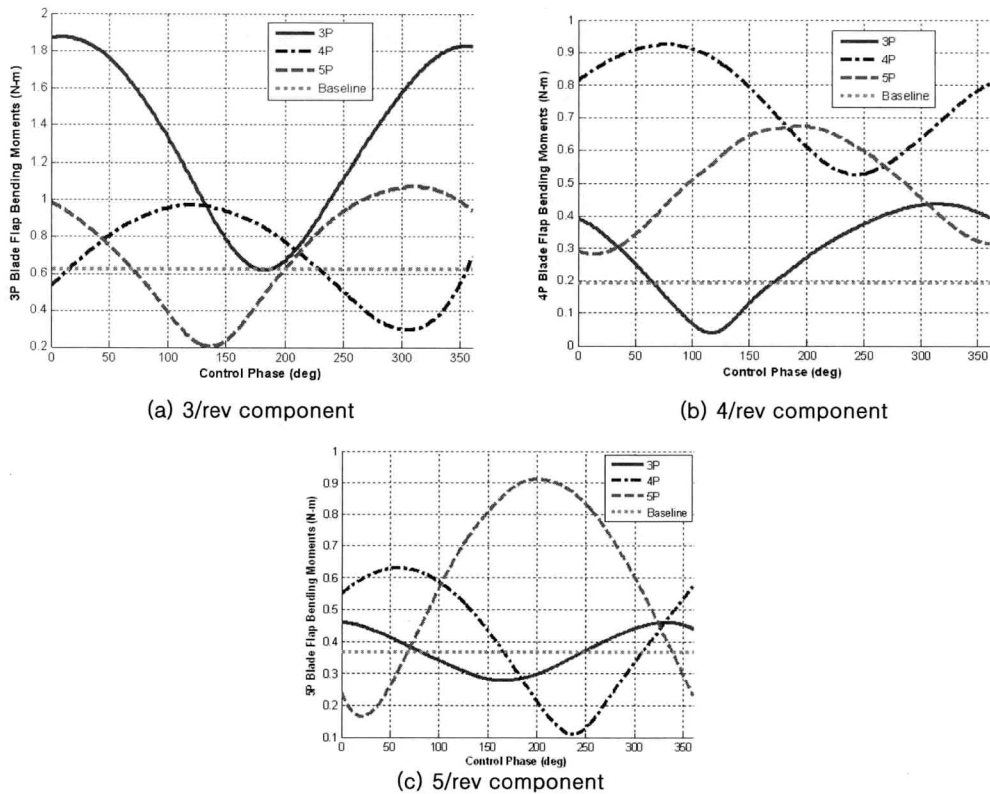 3P Blade Flap Bending Moments (N-m)
2
1.8
1.6
1.4
1.2
1
0.8
0.6
0.4
0.2
0 50 100 150 200 250 300 350
Control Phase (deg)
3P
4P
5P
Baseline
(a) 3/rev component
4P Blade Flap Bending Moments (N-m)
1
0.9
0.8
0.7
0.6
0.5
0.4
0.3
0.2
0.1
0
0 50 100 150 200 250 300 350
Control Phase (deg)
3P
4P
5P
Baseline
(b) 4/rev component
5P Blade Flap Bending Moments (N-m)
1
0.9
0.8
0.7
0.6
0.5
0.4
0.3
0.2
0.1
0 50 100 150 200 250 300 350
Control Phase (deg)
3P
4P
5P
Baseline
(c) 5/rev component